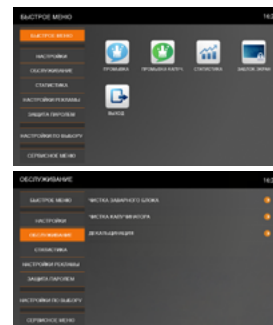 БЫСТРОЕ МЕНЮ
БЫСТРОЕ МЕНЮ
НАСТРОЙКИ
ОБСЛУЖИВАНИЕ
СТАТИСТИКА
НАСТРОЙКИ РЕКЛАМЫ
ЗАЩИТА ПАРОЛЕМ
НАСТРОЙКИ ПО ВЫБОРУ
СЕРВИСНОЕ МЕНЮ
ПРОМЫВКА
ПРОМЫВКА КАПУЧ.
СТАТИСТИКА
ВЫХОД
ОБСЛУЖИВАНИЕ
БЫСТРОЕ МЕНЮ
НАСТРОЙКИ
ОБСЛУЖИВАНИЕ
СТАТИСТИКА
НАСТРОЙКИ РЕКЛАМЫ
ЗАЩИТА ПАРОЛЕМ
НАСТРОЙКИ ПО ВЫБОРУ
СЕРВИСНОЕ МЕНЮ
ЧИСТКА ЗАВАРНОГО БЛОКА
ЧИСТКА КАПУЧИНАТОРА
ДЕКАЛЬЦИНАЦИЯ